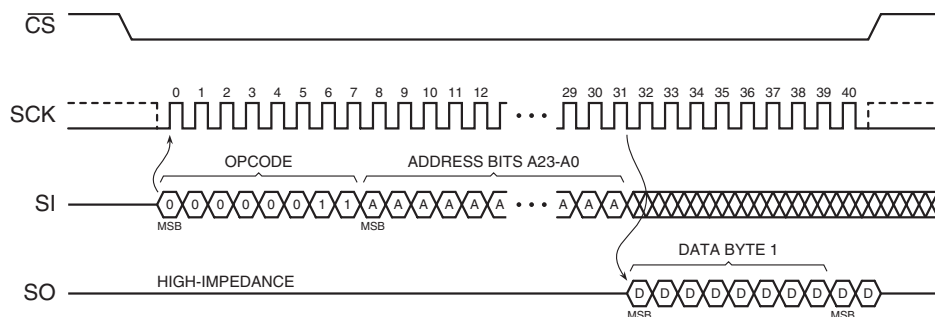 CS
0 1 2 3 4 5 6 7 8 9 10 11 12 29 30 31 32 33 34 35 36 37 38 39 40
SCK • • •
OPCODE ADDRESS BITS A23-A0
SI 0 0 0 0 0 0 1 1 A A A A A A • • • A A A
MSB MSB
DATA BYTE 1
HIGH-IMPEDANCE
SO D D D D D D D D D D
MSB MSB